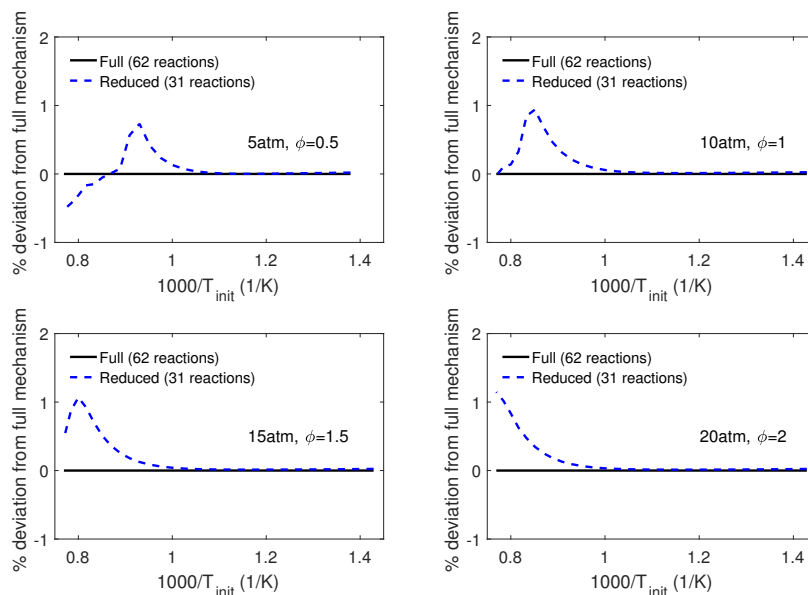 % deviation from full mechanism
2
1
0
-1
Full (62 reactions)
Reduced (31 reactions)
5atm, ϕ=0.5
0.8 1 1.2 1.4
1000/T_init (1/K)
% deviation from full mechanism
2
1
0
-1
Full (62 reactions)
Reduced (31 reactions)
10atm, ϕ=1
0.8 1 1.2 1.4
1000/T_init (1/K)
% deviation from full mechanism
2
1
0
-1
Full (62 reactions)
Reduced (31 reactions)
15atm, ϕ=1.5
0.8 1 1.2 1.4
1000/T_init (1/K)
% deviation from full mechanism
2
1
0
-1
Full (62 reactions)
Reduced (31 reactions)
20atm, ϕ=2
0.8 1 1.2 1.4
1000/T_init (1/K)